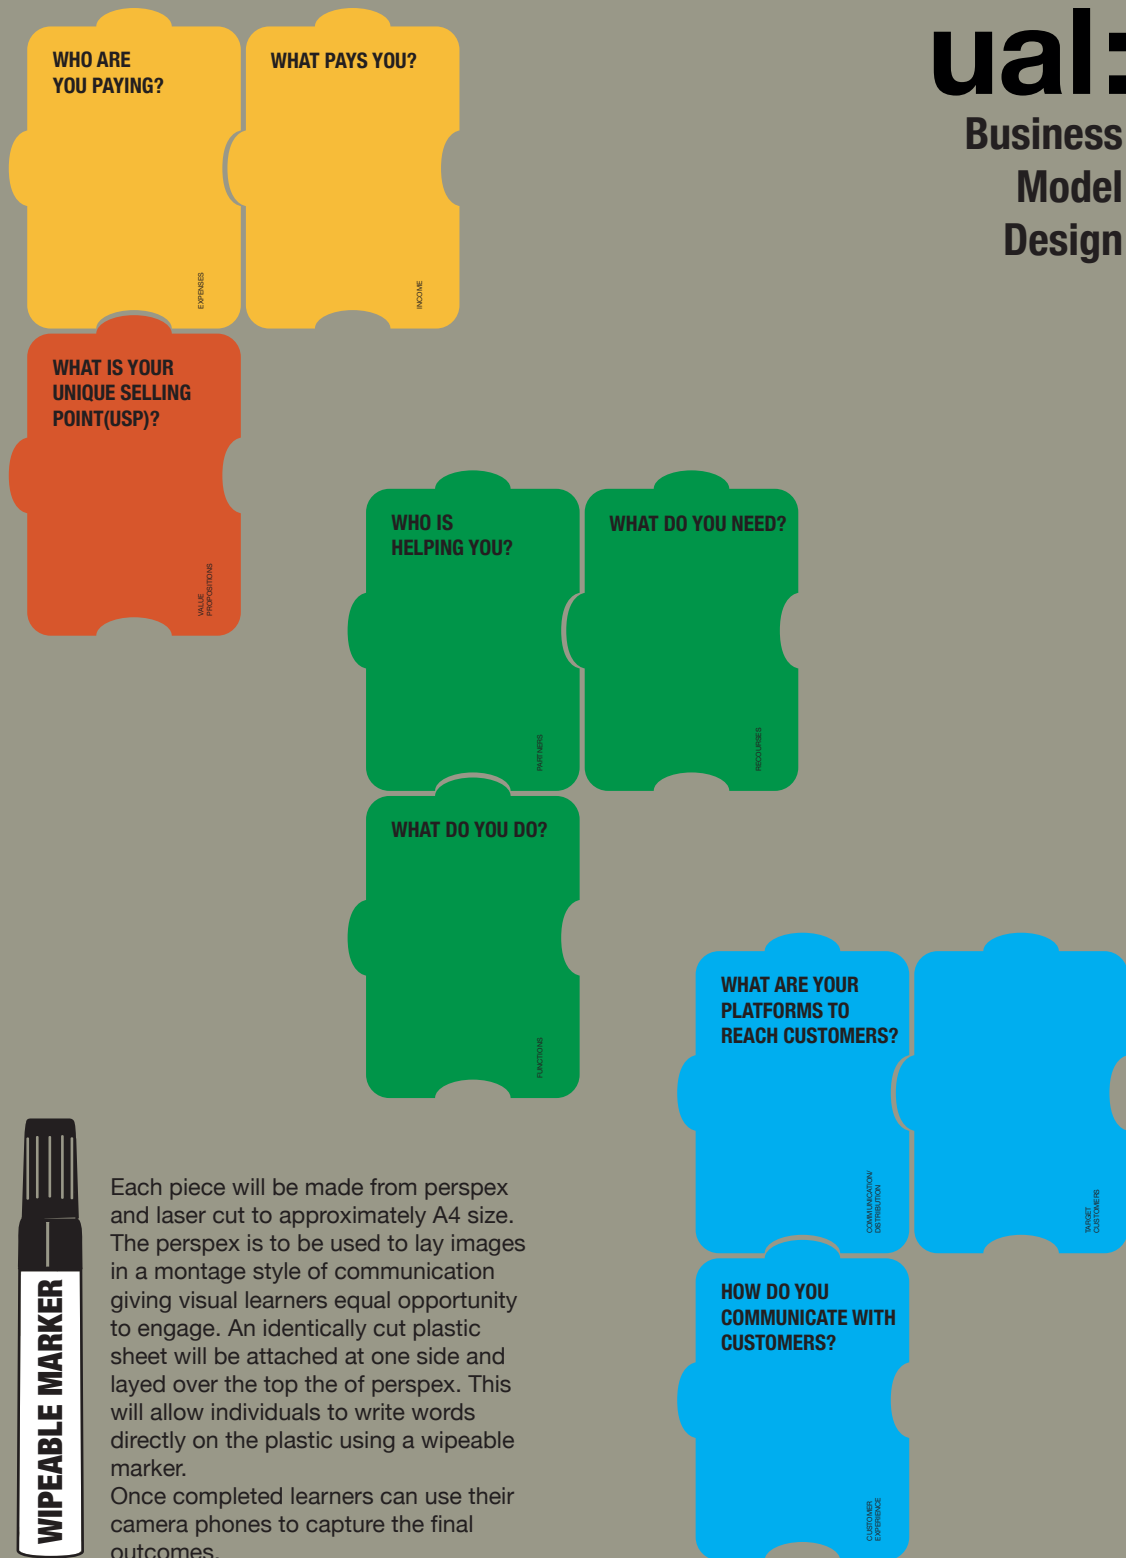 WHO ARE
YOU PAYING?
EXPENSES
WHAT PAYS YOU?
INCOME
ual:
Business
Model
Design
WHAT IS YOUR
UNIQUE SELLING
POINT(USP)?
VALUE
PROPOSITIONS
WHO IS
HELPING YOU?
PARTNERS
WHAT DO YOU NEED?
RECOURSES
WHAT DO YOU DO?
FUNCTIONS
WHAT ARE YOUR
PLATFORMS TO
REACH CUSTOMERS?
COMMUNICATION/
DISTRIBUTION
TARGET
CUSTOMERS
HOW DO YOU
COMMUNICATE WITH
CUSTOMERS?
CUSTOMER
EXPERIENCE
WIPEABLE MARKER
Each piece will be made from perspex
and laser cut to approximately A4 size.
The perspex is to be used to lay images
in a montage style of communication
giving visual learners equal opportunity
to engage. An identically cut plastic
sheet will be attached at one side and
layed over the top the of perspex. This
will allow individuals to write words
directly on the plastic using a wipeable
marker.
Once completed learners can use their
camera phones to capture the final
outcomes.